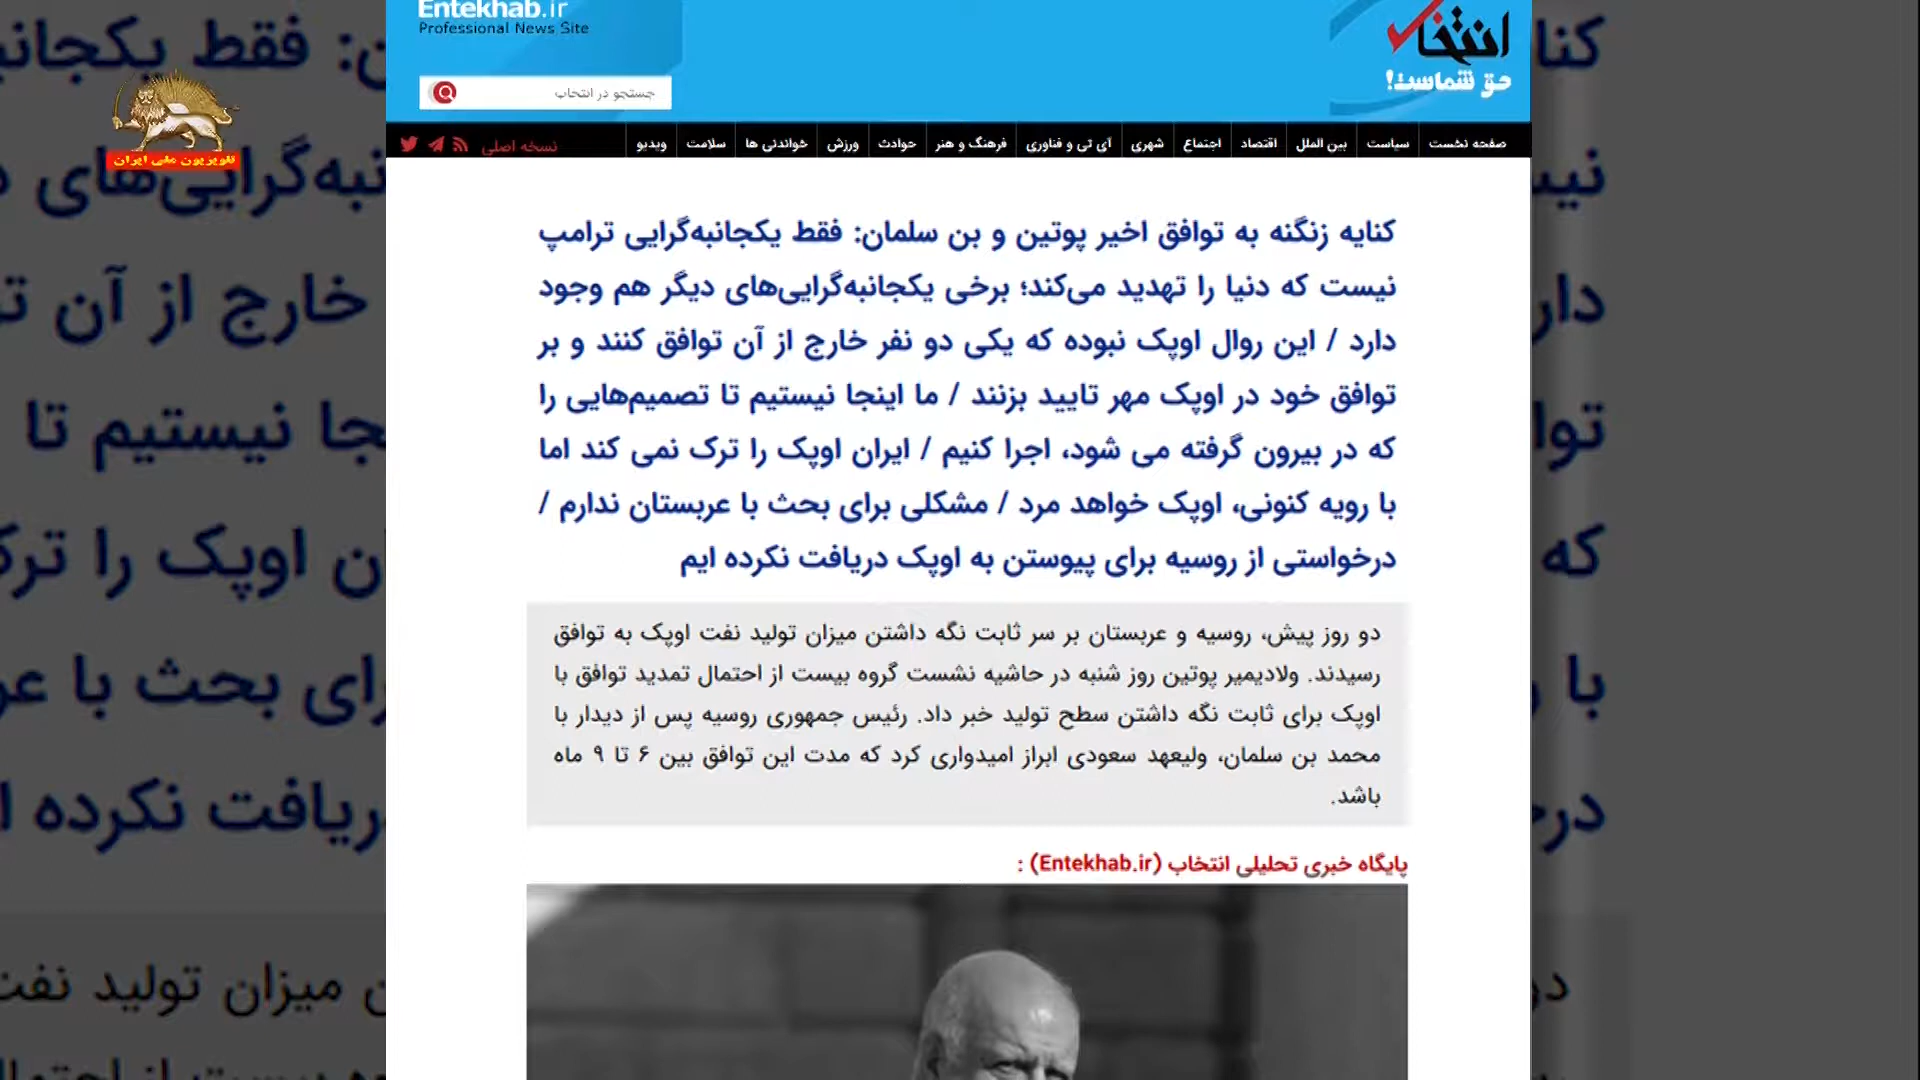 Entekhab.ir
Professional News Site
انتخاب
حق شماست!
جستجو در انتخاب
صفحه نخست
سیاست
بین الملل
اقتصاد
اجتماع
شهری
آی تی و فناوری
فرهنگ و هنر
حوادث
ورزش
خواندنی ها
سلامت
ویدیو
نسخه اصلی
تلویزیون ملی ایران
کنایه زنگنه به توافق اخیر پوتین و بن سلمان: فقط یکجانبه‌گرایی ترامپ
نیست که دنیا را تهدید می‌کند؛ برخی یکجانبه‌گرایی‌های دیگر هم وجود
دارد / این روال اوپک نبوده که یکی دو نفر خارج از آن توافق کنند و بر
توافق خود در اوپک مهر تایید بزنند / ما اینجا نیستیم تا تصمیم‌هایی را
که در بیرون گرفته می شود، اجرا کنیم / ایران اوپک را ترک نمی کند اما
با رویه کنونی، اوپک خواهد مرد / مشکلی برای بحث با عربستان ندارم /
درخواستی از روسیه برای پیوستن به اوپک دریافت نکرده ایم
دو روز پیش، روسیه و عربستان بر سر ثابت نگه داشتن میزان تولید نفت اوپک به توافق
رسیدند. ولادیمیر پوتین روز شنبه در حاشیه نشست گروه بیست از احتمال تمدید توافق با
اوپک برای ثابت نگه داشتن سطح تولید خبر داد. رئیس جمهوری روسیه پس از دیدار با
محمد بن سلمان، ولیعهد سعودی ابراز امیدواری کرد که مدت این توافق بین ۶ تا ۹ ماه
باشد.
پایگاه خبری تحلیلی انتخاب (Entekhab.ir) :